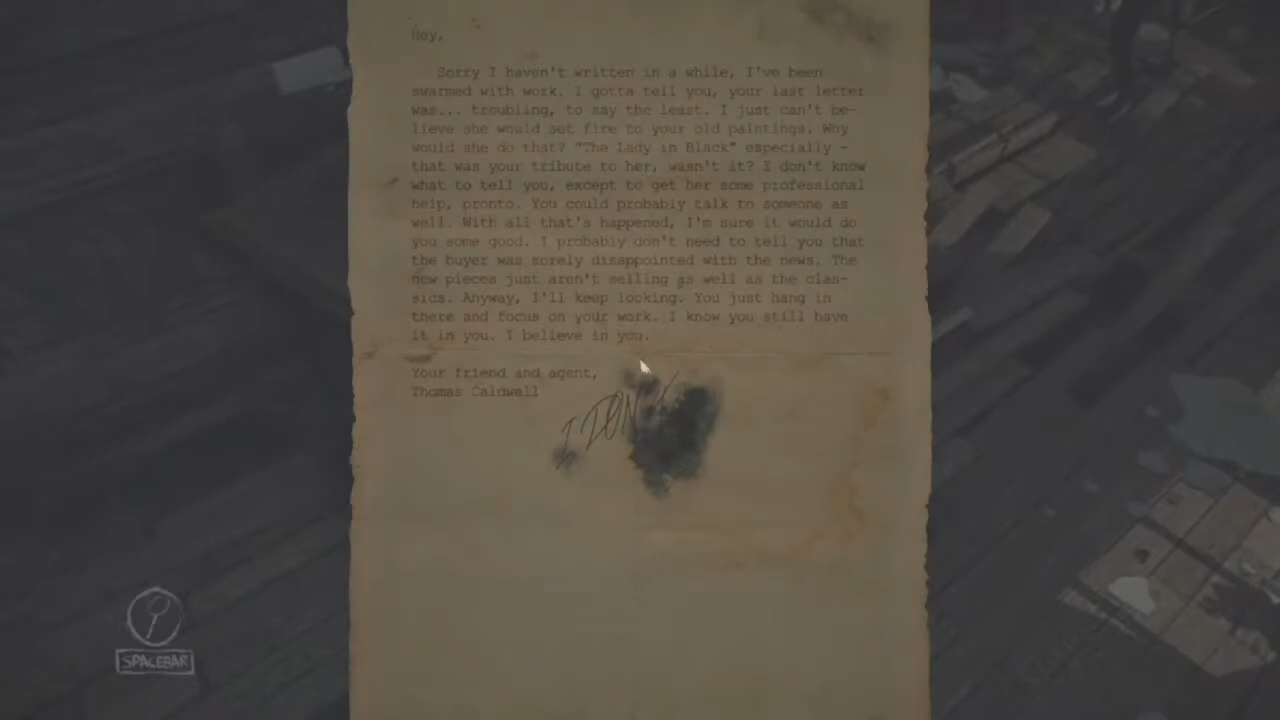 Hey,
Sorry I haven't written in a while, I've been
swarmed with work. I gotta tell you, your last letter
was... troubling, to say the least. I just can't be-
lieve she would set fire to your old paintings. Why
would she do that? "The Lady in Black" especially -
that was your tribute to her, wasn't it? I don't know
what to tell you, except to get her some professional
help, pronto. You could probably talk to someone as
well. With all that's happened, I'm sure it would do
you some good. I probably don't need to tell you that
the buyer was sorely disappointed with the news. The
new pieces just aren't selling as well as the clas-
sics. Anyway, I'll keep looking. You just hang in
there and focus on your work. I know you still have
it in you. I believe in you.
Your friend and agent,
Thomas Caldwell
I DON'T
SPACEBAR